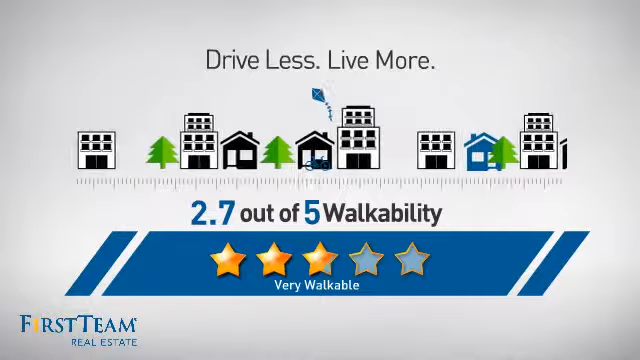 Drive Less. Live More.
2.7 out of 5 Walkability
Very Walkable
FIRSTTEAM®
REAL ESTATE